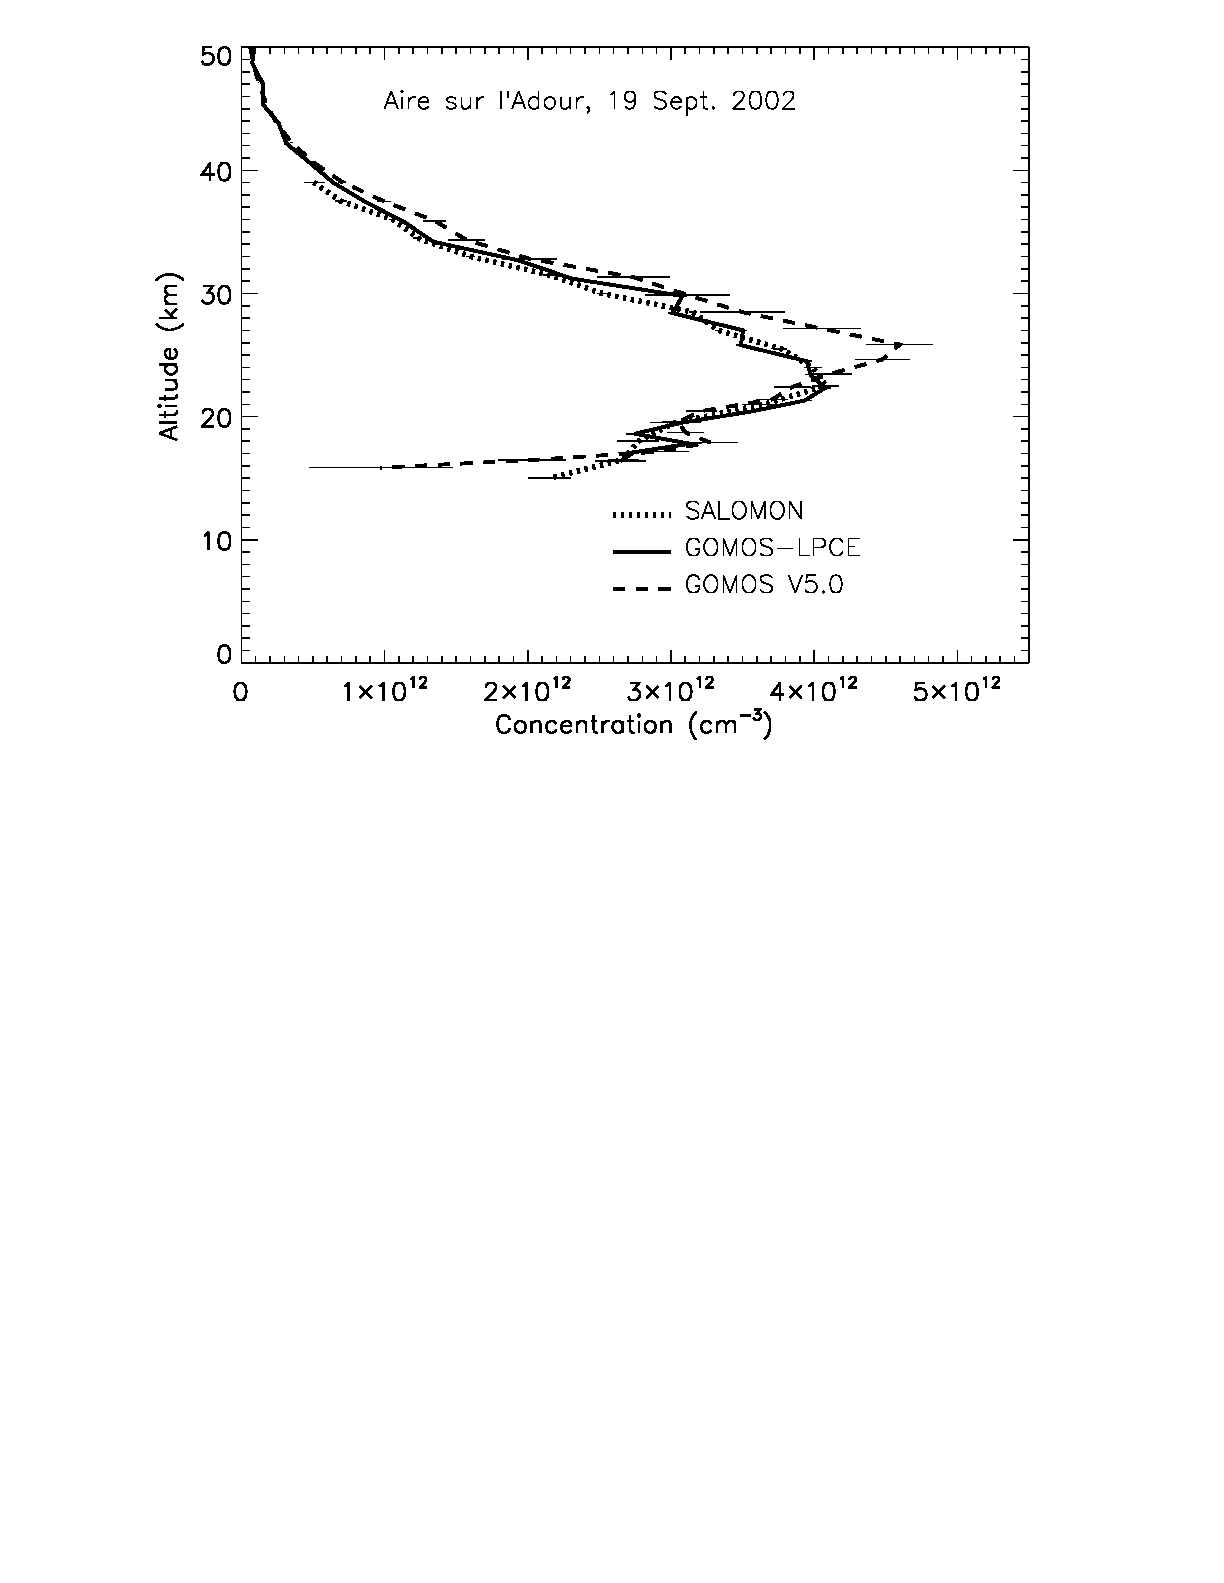 50
Aire sur l'Adour, 19 Sept. 2002
40
30
Altitude (km)
20
SALOMON
10
GOMOS−LPCE
GOMOS V5.0
0
0 1×10¹² 2×10¹² 3×10¹² 4×10¹² 5×10¹²
Concentration (cm⁻³)